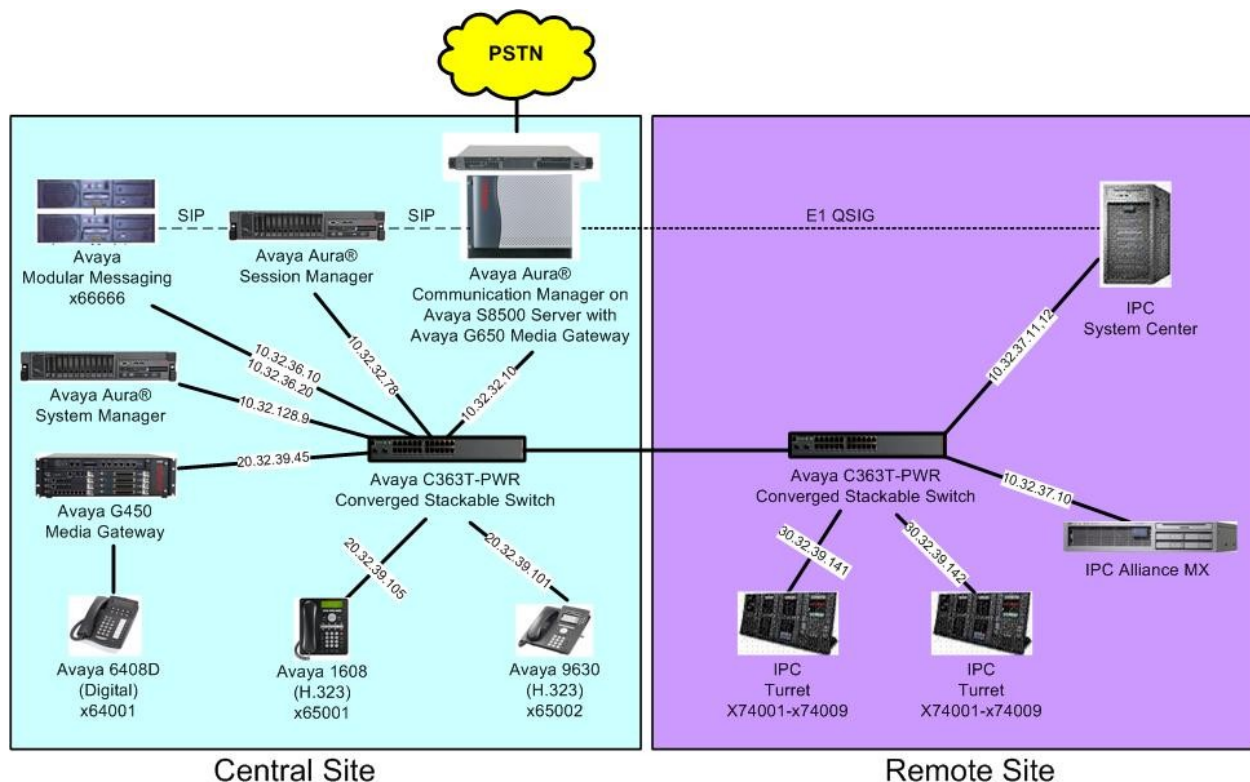 PSTN
SIP
SIP
E1 QSIG
Avaya
Modular Messaging
x66666
Avaya Aura®
Session Manager
Avaya Aura®
Communication Manager on
Avaya S8500 Server with
Avaya G650 Media Gateway
IPC
System Center
10.32.36.10
10.32.36.20
10.32.32.78
10.32.32.10
10.32.37.11,12
Avaya Aura®
System Manager
10.32.128.9
20.32.39.45
Avaya C363T-PWR
Converged Stackable Switch
Avaya C363T-PWR
Converged Stackable Switch
10.32.37.10
Avaya G450
Media Gateway
20.32.39.105
20.32.39.101
30.32.39.141
30.32.39.142
IPC Alliance MX
Avaya 6408D
(Digital)
x64001
Avaya 1608
(H.323)
x65001
Avaya 9630
(H.323)
x65002
IPC
Turret
X74001-x74009
IPC
Turret
X74001-x74009
Central Site
Remote Site